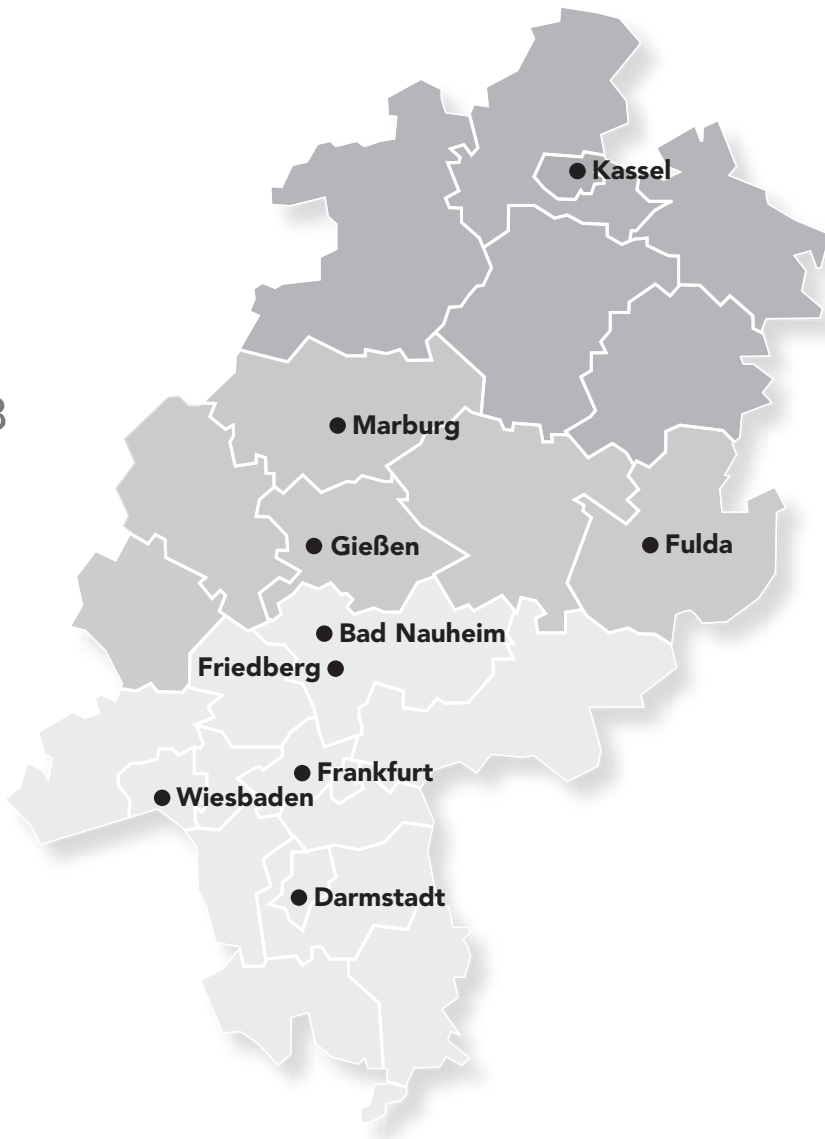 Kassel
Marburg
Gießen
Fulda
Bad Nauheim
Friedberg
Frankfurt
Wiesbaden
Darmstadt